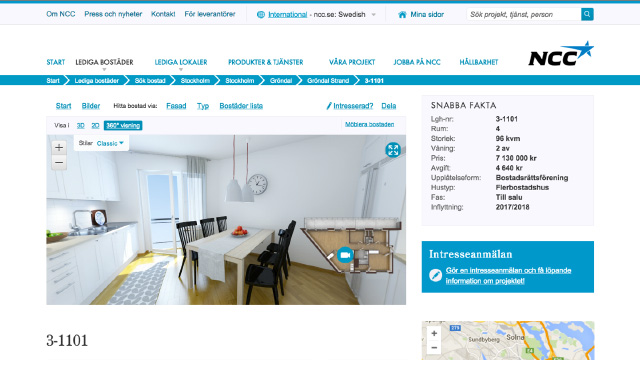 Om NCC Press och nyheter Kontakt För leverantörer International - ncc.se: Swedish Mina sidor Sök projekt, tjänst, person
START LEDIGA BOSTÄDER LEDIGA LOKALER PRODUKTER & TJÄNSTER VÅRA PROJEKT JOBBA PÅ NCC HÅLLBARHET NCC
Start Lediga bostäder Sök bostad Stockholm Stockholm Gröndal Gröndal Strand 3-1101
Start Bilder Hitta bostad via: Fasad Typ Bostäder lista Intresserad? Dela
Visa i 3D 2D 360° visning Möblera bostaden
Stilar Classic
SNABBA FAKTA
Lgh-nr: 3-1101
Rum: 4
Storlek: 96 kvm
Våning: 2 av
Pris: 7 130 000 kr
Avgift: 4 640 kr
Upplåtelseform: Bostadsrättsförening
Hustyp: Flerbostadshus
Fas: Till salu
Inflyttning: 2017/2018
Intresseanmälan
Gör en intresseanmälan och få löpande
information om projektet!
3-1101
Sundbyberg Solna